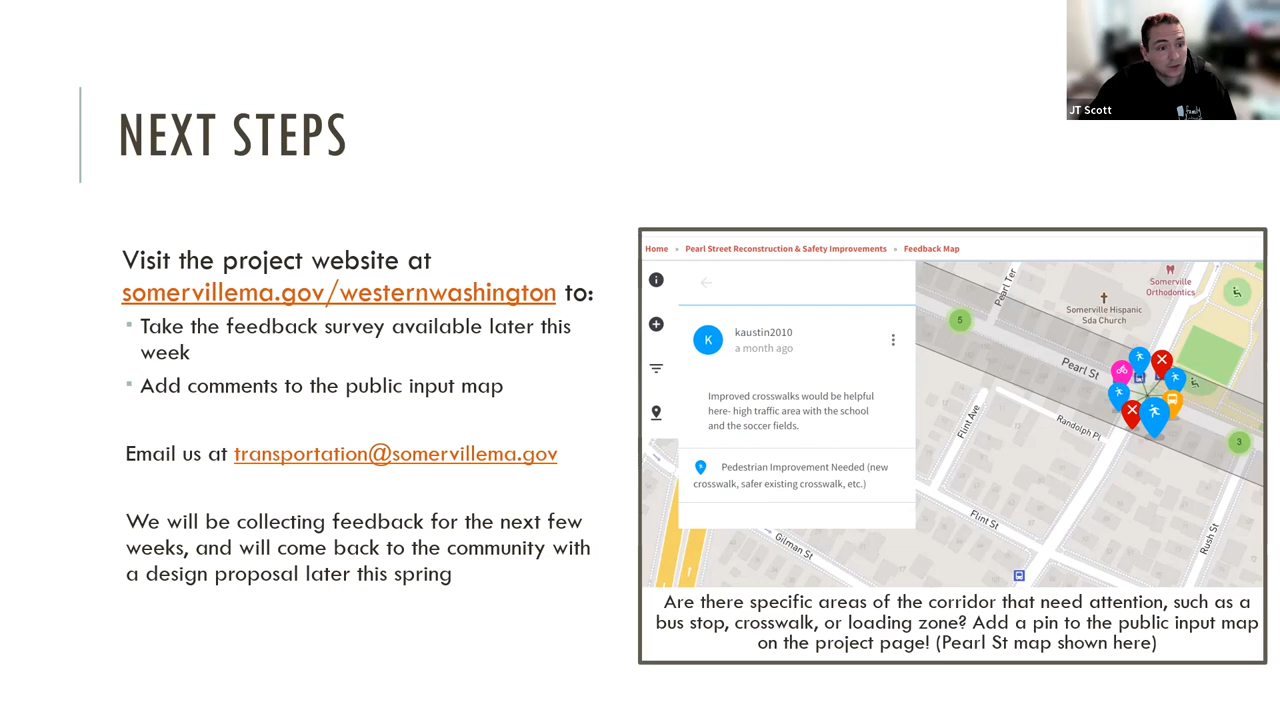 JT Scott
family
NEXT STEPS
Visit the project website at
somervillema.gov/westernwashington to:
Take the feedback survey available later this
week
Add comments to the public input map
Email us at transportation@somervillema.gov
We will be collecting feedback for the next few
weeks, and will come back to the community with
a design proposal later this spring
Home » Pearl Street Reconstruction & Safety Improvements » Feedback Map
K
kaustin2010
a month ago
Improved crosswalks would be helpful
here- high traffic area with the school
and the soccer fields.
Pedestrian Improvement Needed (new
crosswalk, safer existing crosswalk, etc.)
Pearl Ter
Somerville
Orthodontics
Somerville Hispanic
Sda Church
5
Pearl St
Flint Ave
Randolph Pl
3
Flint St
Rush St
Gilman St
Are there specific areas of the corridor that need attention, such as a
bus stop, crosswalk, or loading zone? Add a pin to the public input map
on the project page! (Pearl St map shown here)